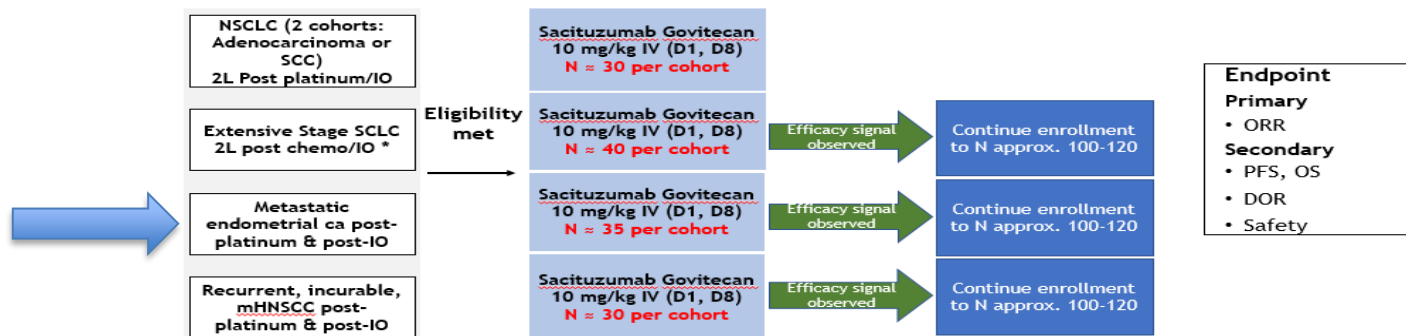 NSCLC (2 cohorts:
Adenocarcinoma or
SCC)
2L Post platinum/IO
Extensive Stage SCLC
2L post chemo/IO *
Metastatic
endometrial ca post-
platinum & post-IO
Recurrent, incurable,
mHNSCC post-
platinum & post-IO
Eligibility
met
Sacituzumab Govitecan
10 mg/kg IV (D1, D8)
N ≈ 30 per cohort
Sacituzumab Govitecan
10 mg/kg IV (D1, D8)
N ≈ 40 per cohort
Sacituzumab Govitecan
10 mg/kg IV (D1, D8)
N ≈ 35 per cohort
Sacituzumab Govitecan
10 mg/kg IV (D1, D8)
N ≈ 30 per cohort
Efficacy signal
observed
Efficacy signal
observed
Efficacy signal
observed
Continue enrollment
to N approx. 100-120
Continue enrollment
to N approx. 100-120
Continue enrollment
to N approx. 100-120
Endpoint
Primary
• ORR
Secondary
• PFS, OS
• DOR
• Safety